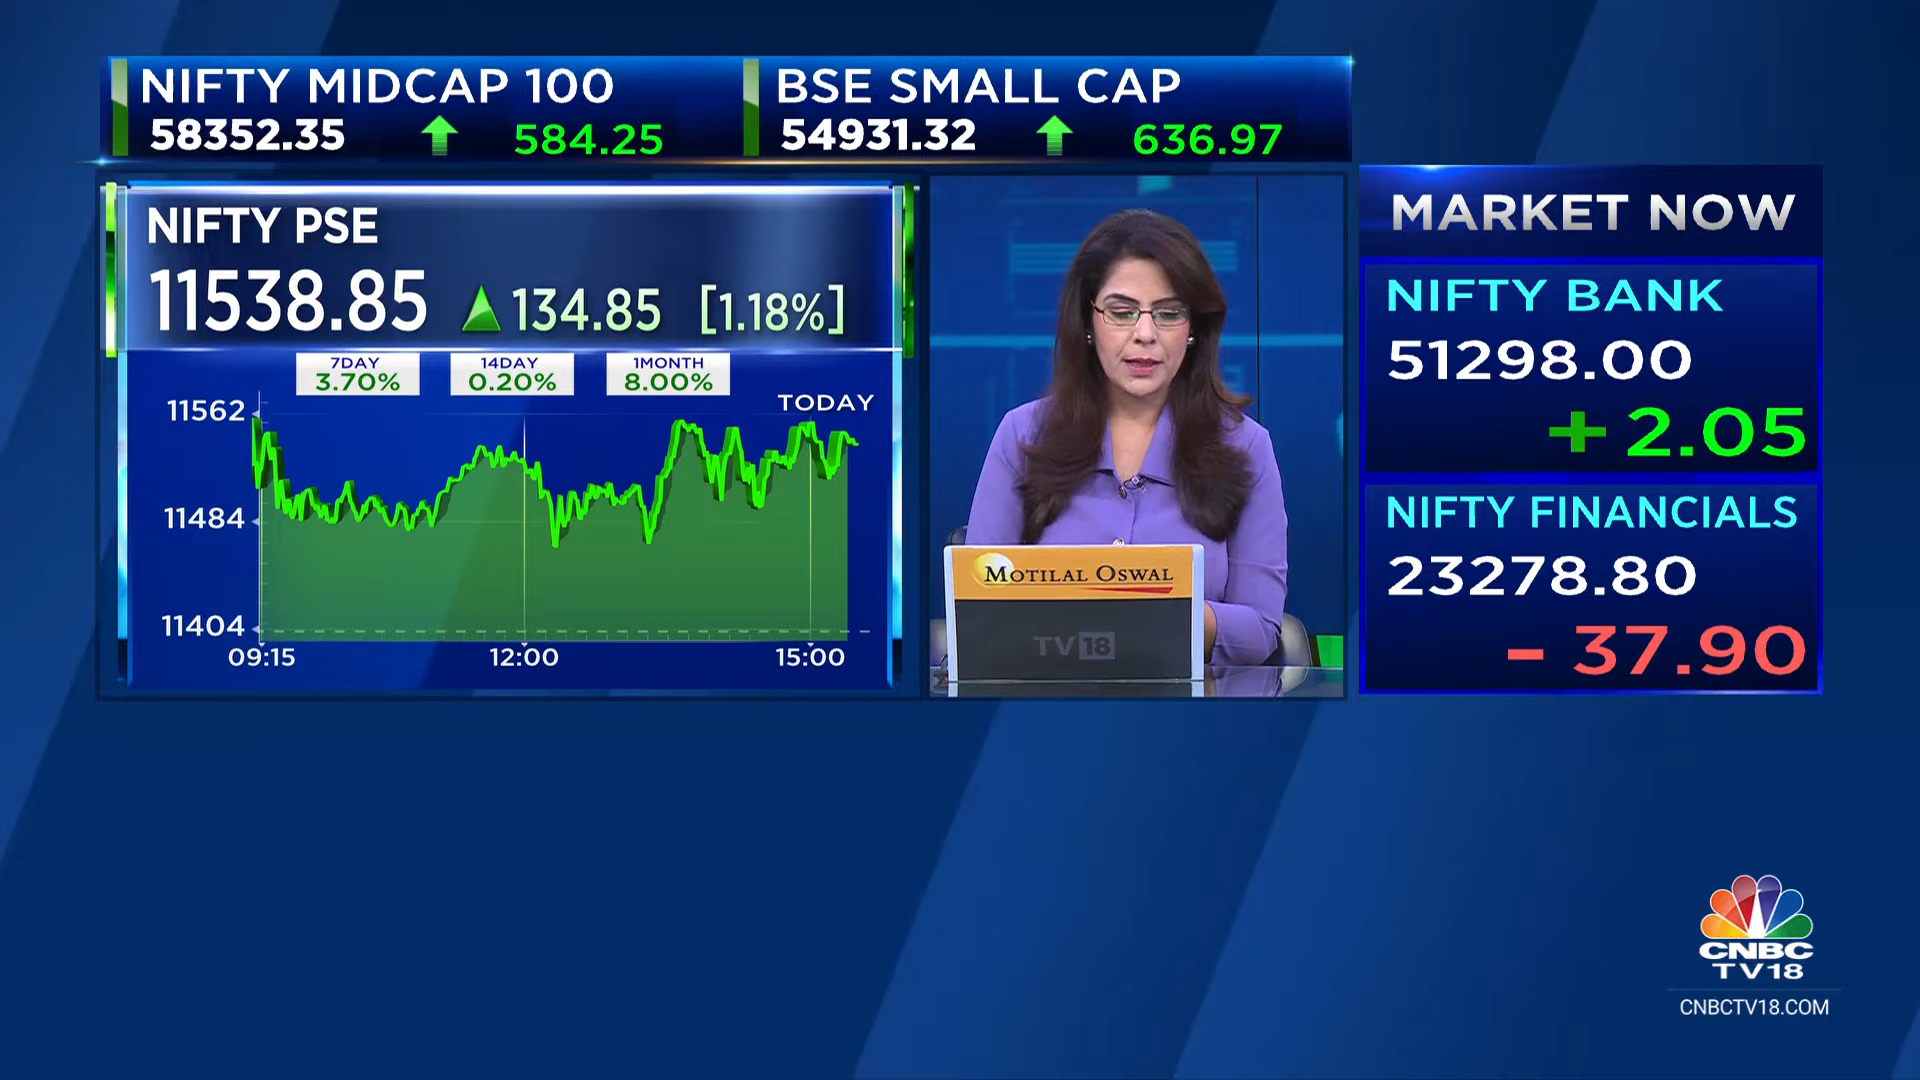 NIFTY MIDCAP 100
58352.35 584.25
BSE SMALL CAP
54931.32 636.97
NIFTY PSE
11538.85 134.85 [1.18%]
7DAY
3.70%
14DAY
0.20%
1MONTH
8.00%
TODAY
11562
11484
11404
09:15 12:00 15:00
MOTILAL OSWAL
TV18
MARKET NOW
NIFTY BANK
51298.00
+ 2.05
NIFTY FINANCIALS
23278.80
- 37.90
CNBC
TV18
CNBCTV18.COM